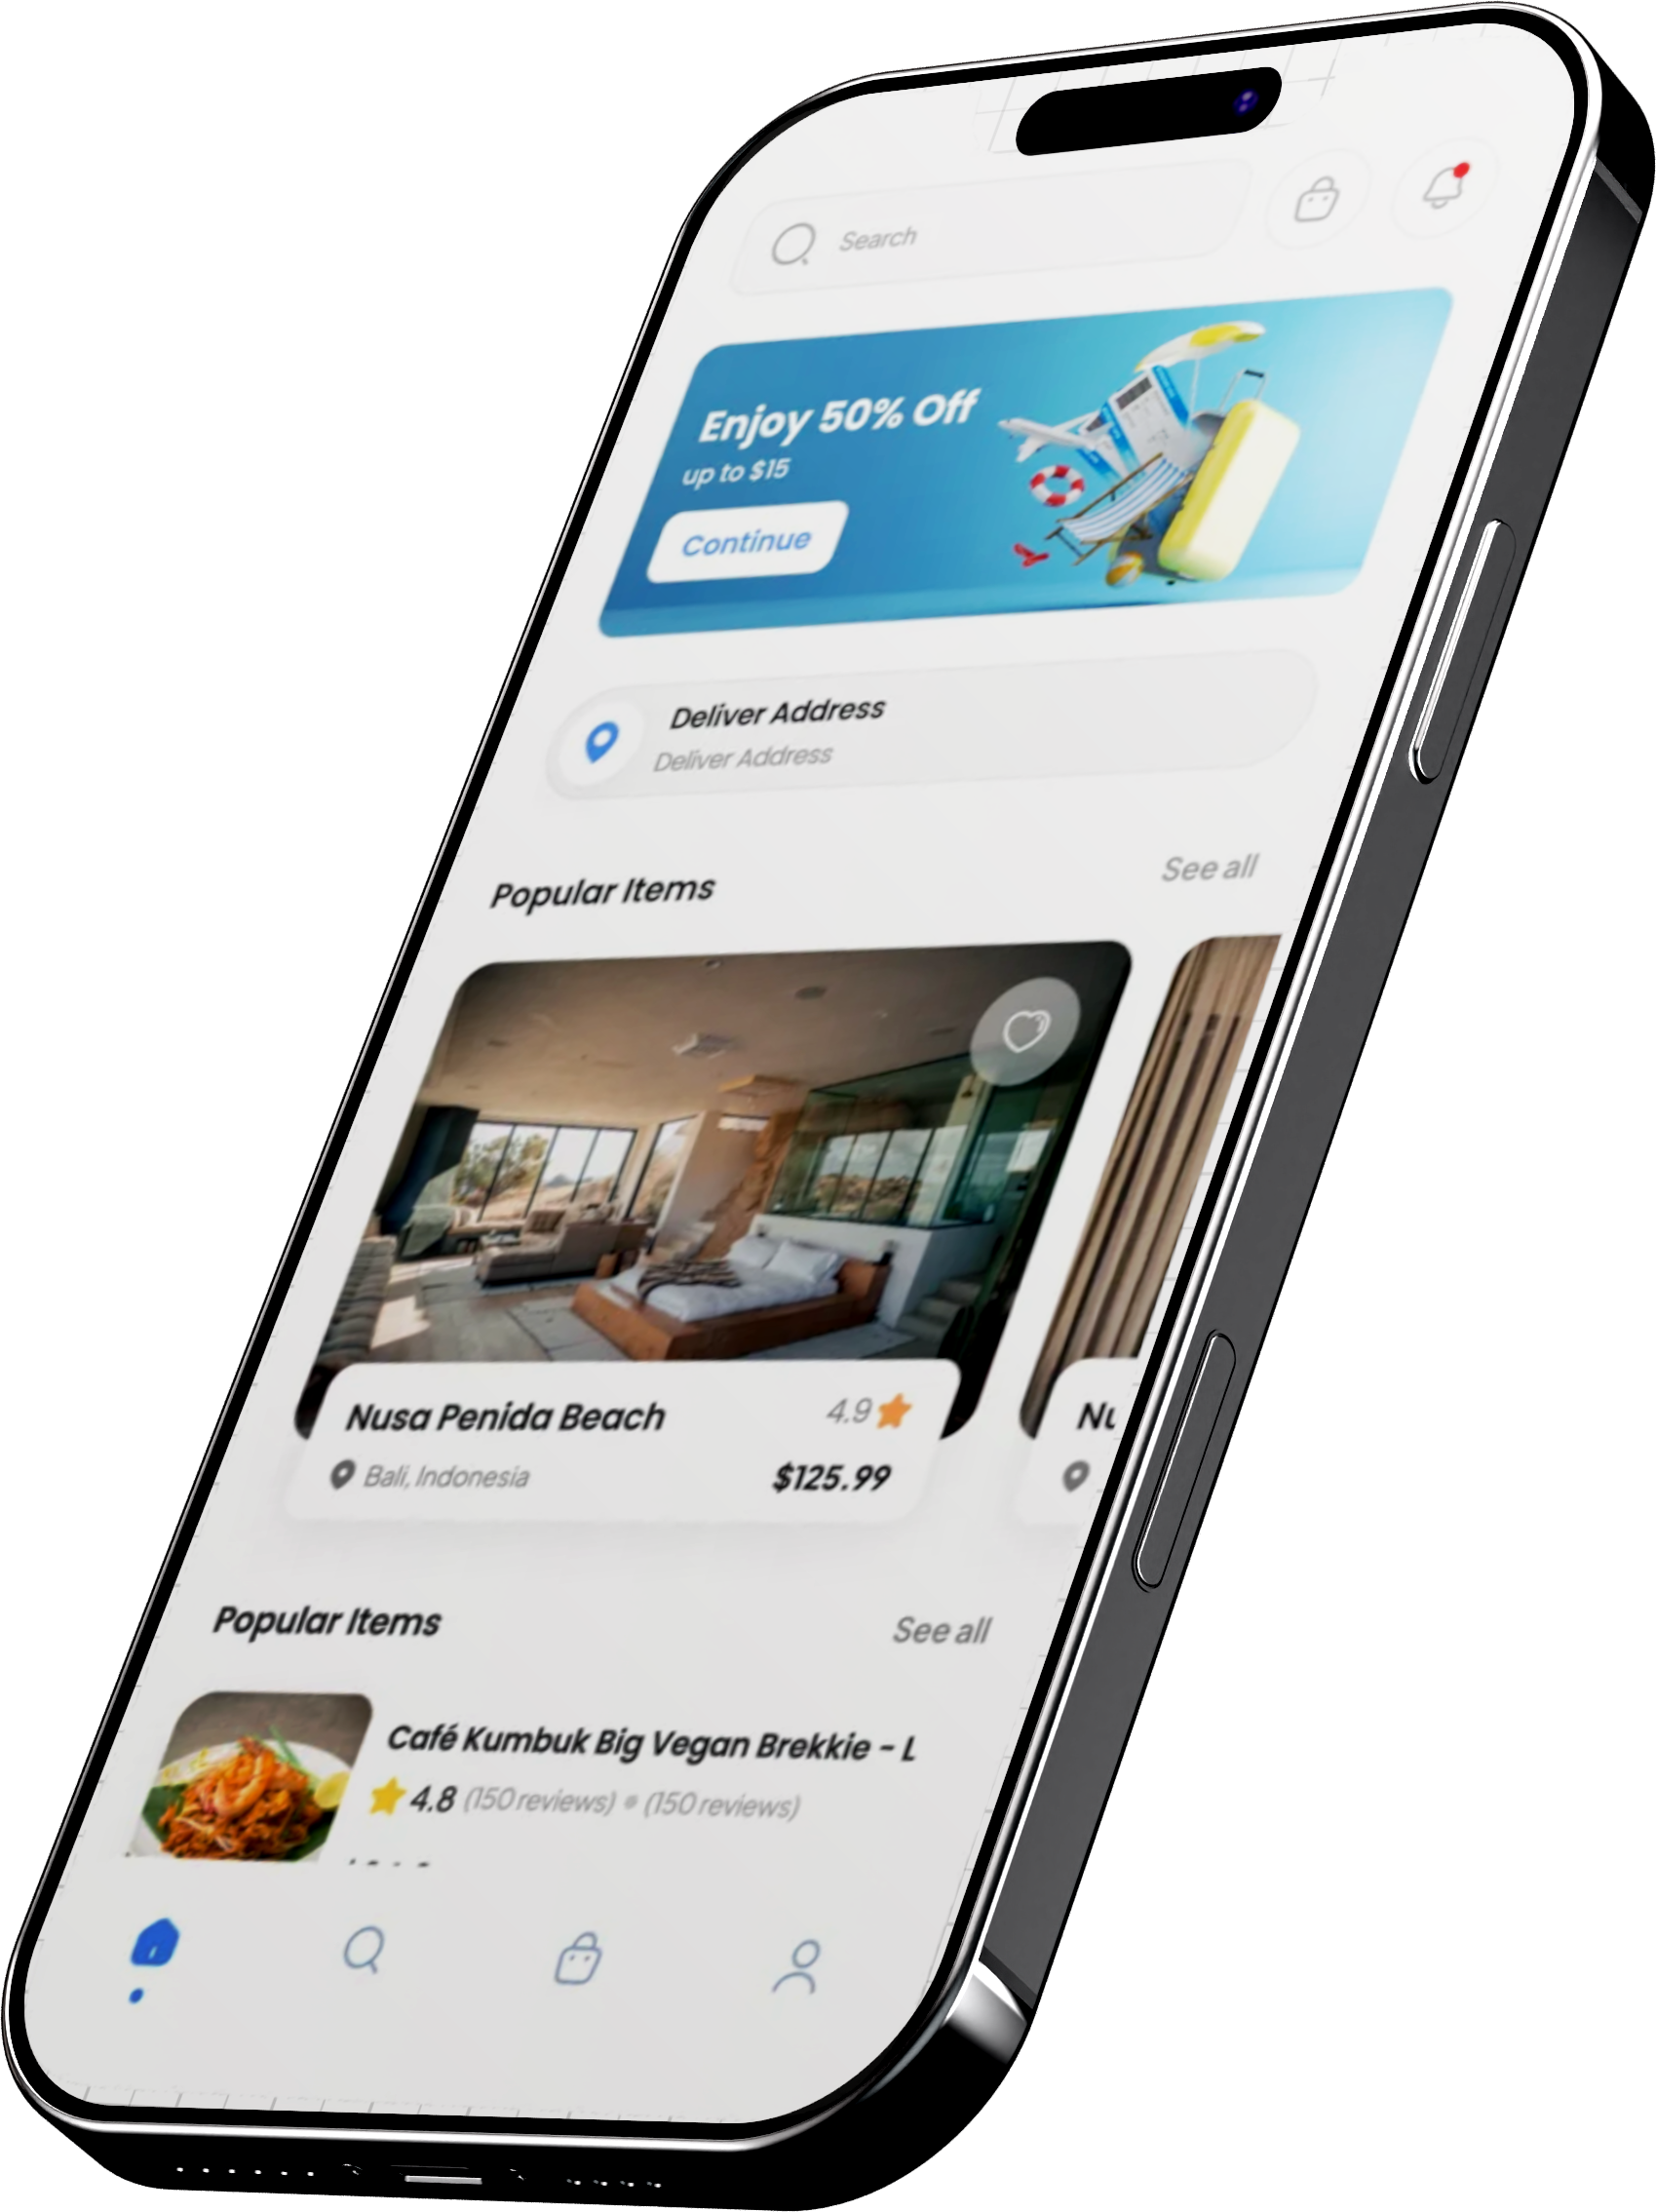 Search
Enjoy 50% Off
up to $15
Continue
Deliver Address
Deliver Address
Popular Items
See all
Nusa Penida Beach
4.9
Bali, Indonesia
$125.99
Nu
Popular Items
See all
Café Kumbuk Big Vegan Brekkie - L
4.8 (150 reviews) • (150 reviews)